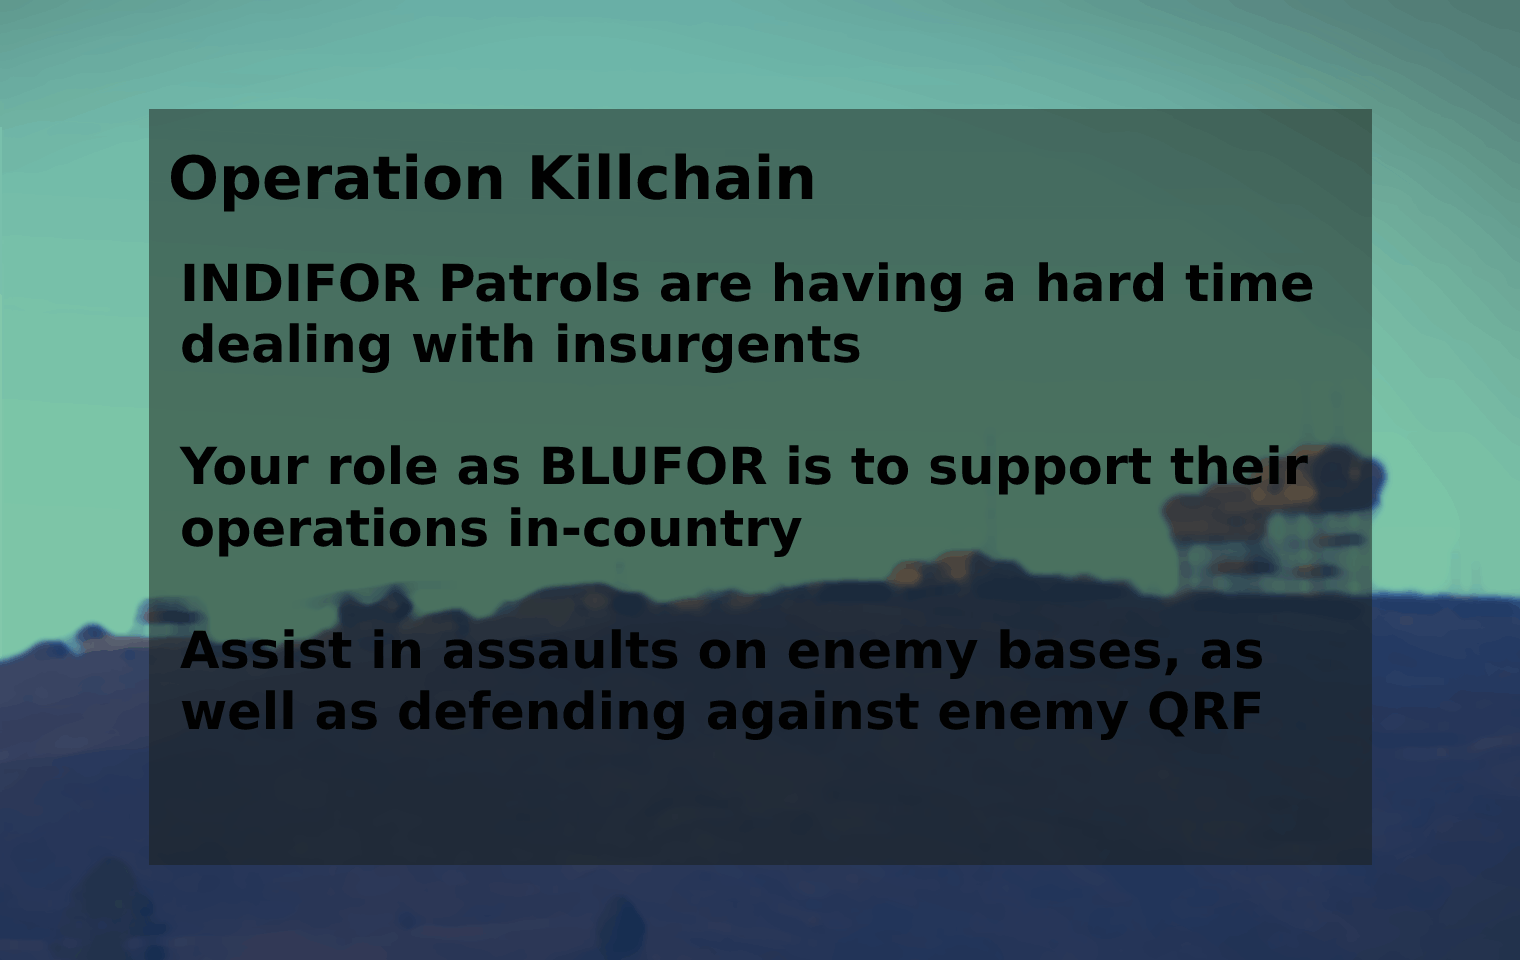 Operation Killchain
INDIFOR Patrols are having a hard time
dealing with insurgents
Your role as BLUFOR is to support their
operations in-country
Assist in assaults on enemy bases, as
well as defending against enemy QRF